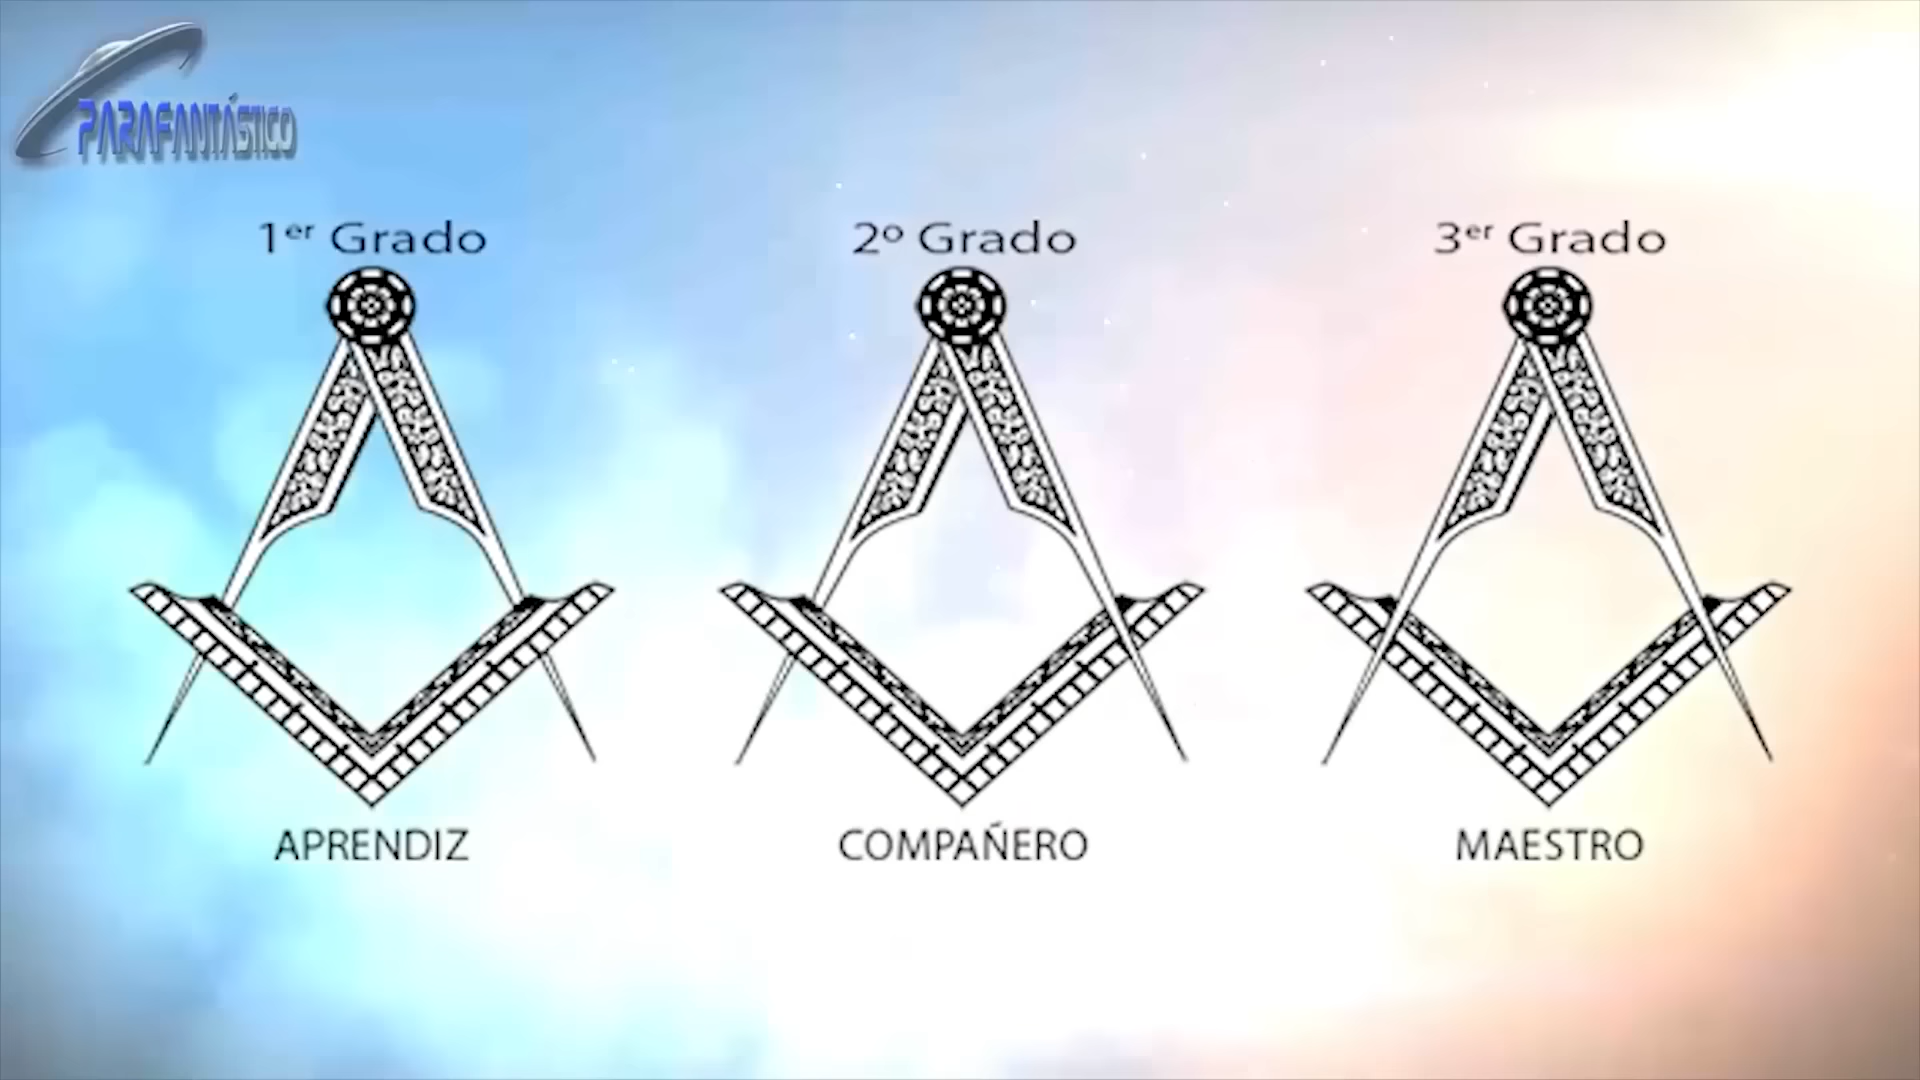 PARAFANTÁSTICO
1er Grado
2º Grado
3er Grado
APRENDIZ
COMPAÑERO
MAESTRO